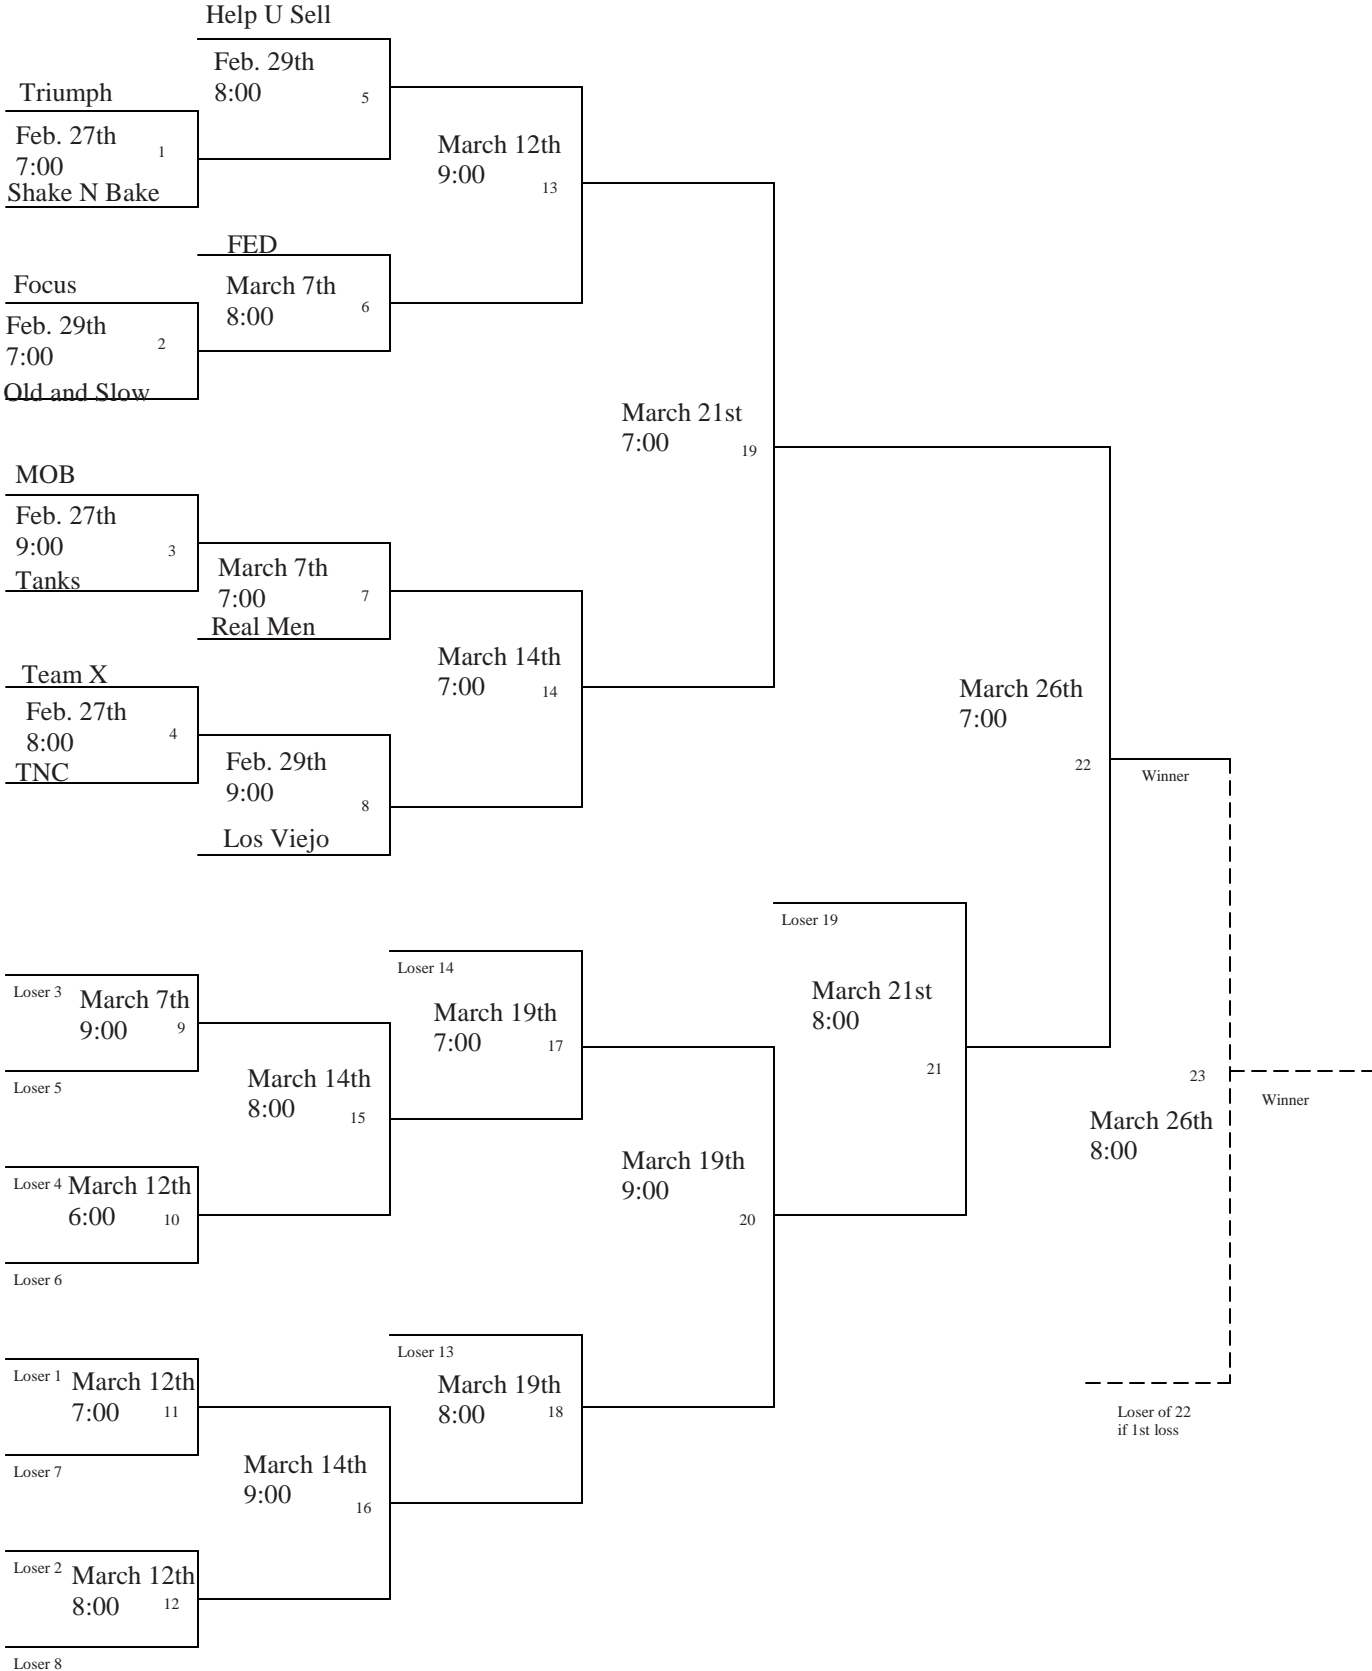 Help U Sell
Feb. 29th
8:00
5
Triumph
Feb. 27th
7:00
1
Shake N Bake
March 12th
9:00
13
FED
March 7th
8:00
6
Focus
Feb. 29th
7:00
2
Old and Slow
March 21st
7:00
19
MOB
Feb. 27th
9:00
3
Tanks
March 7th
7:00
7
Real Men
March 14th
7:00
14
Team X
Feb. 27th
8:00
4
TNC
Feb. 29th
9:00
8
Los Viejo
March 26th
7:00
22
Winner
Loser 19
March 21st
8:00
21
Loser 14
March 19th
7:00
17
Loser 3
March 7th
9:00
9
Loser 5
March 14th
8:00
15
Loser 4
March 12th
6:00
10
Loser 6
March 19th
9:00
20
23
Winner
March 26th
8:00
Loser 13
March 19th
8:00
18
Loser 1
March 12th
7:00
11
Loser 7
March 14th
9:00
16
Loser of 22
if 1st loss
Loser 2
March 12th
8:00
12
Loser 8